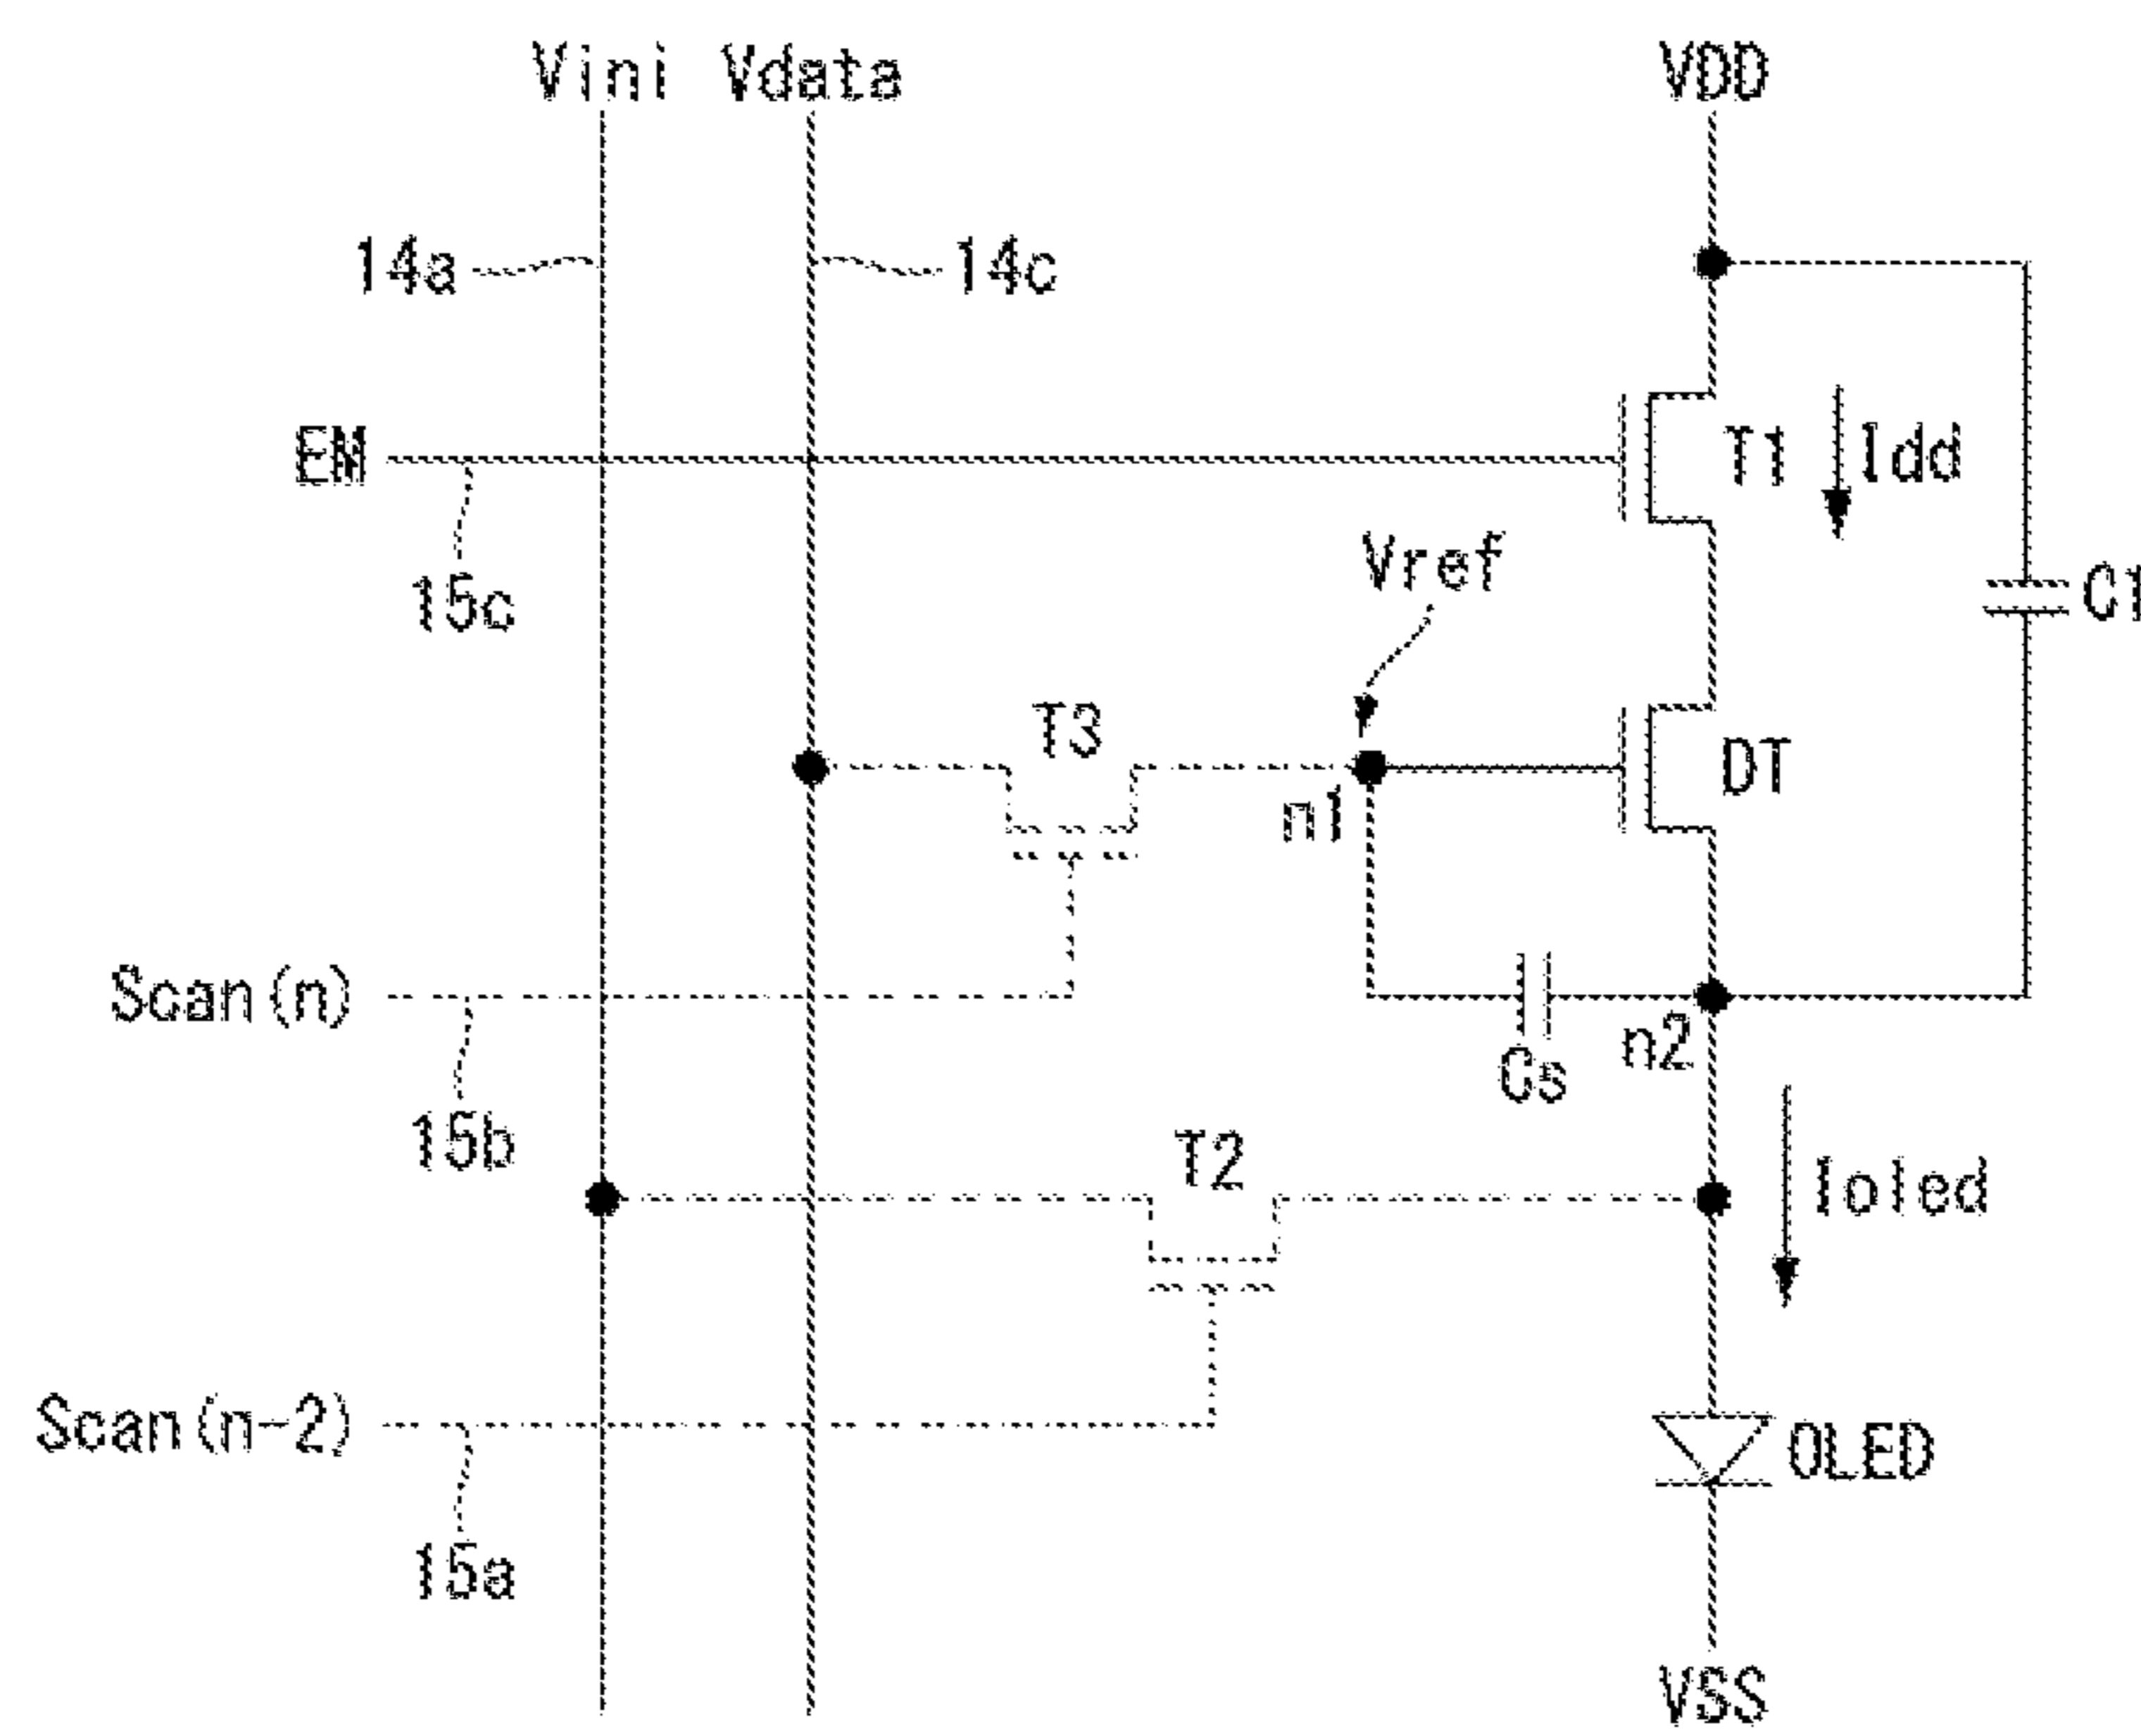 Vini Vdata VDD
14a 14c
EM T1 Idd
15c Vref C1
T3 n1 DT
Scan(n) n2
Cs
15b T2 Ioled
Scan(n-2) OLED
15a
VSS